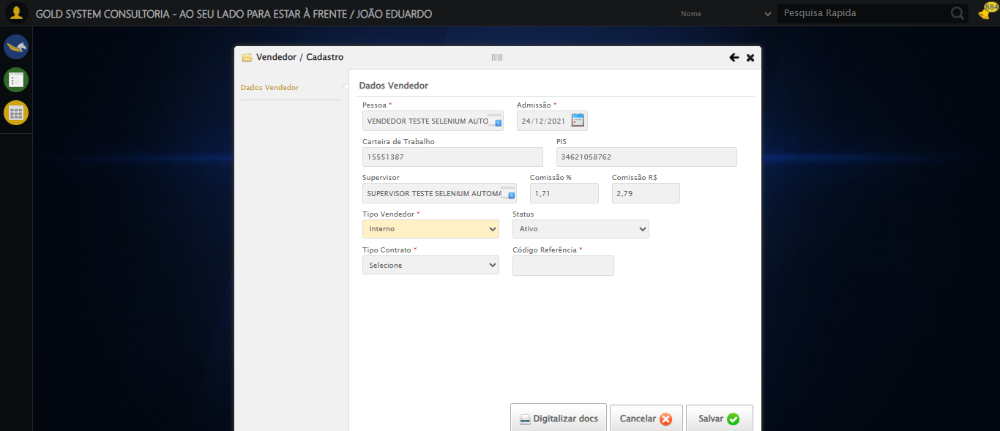 GOLD SYSTEM CONSULTORIA - AO SEU LADO PARA ESTAR À FRENTE / JOÃO EDUARDO
Nome
Pesquisa Rapida
884
Vendedor / Cadastro
Dados Vendedor
Dados Vendedor
Pessoa *
Admissão *
VENDEDOR TESTE SELENIUM AUTO
24/12/2021
Carteira de Trabalho
PIS
15551387
34621058762
Supervisor
Comissão %
Comissão R$
SUPERVISOR TESTE SELENIUM AUTOMA
1,71
2,79
Tipo Vendedor *
Status
Interno
Ativo
Tipo Contrato *
Código Referência *
Selecione
Digitalizar docs
Cancelar
Salvar